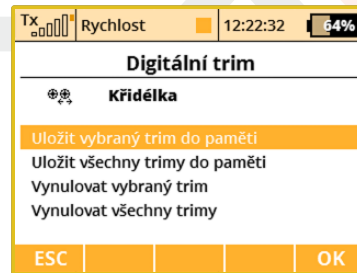 Tx Rychlost 12:22:32 64%
Digitální trim
Křidélka
Uložit vybraný trim do paměti
Uložit všechny trimy do paměti
Vynulovat vybraný trim
Vynulovat všechny trimy
ESC OK